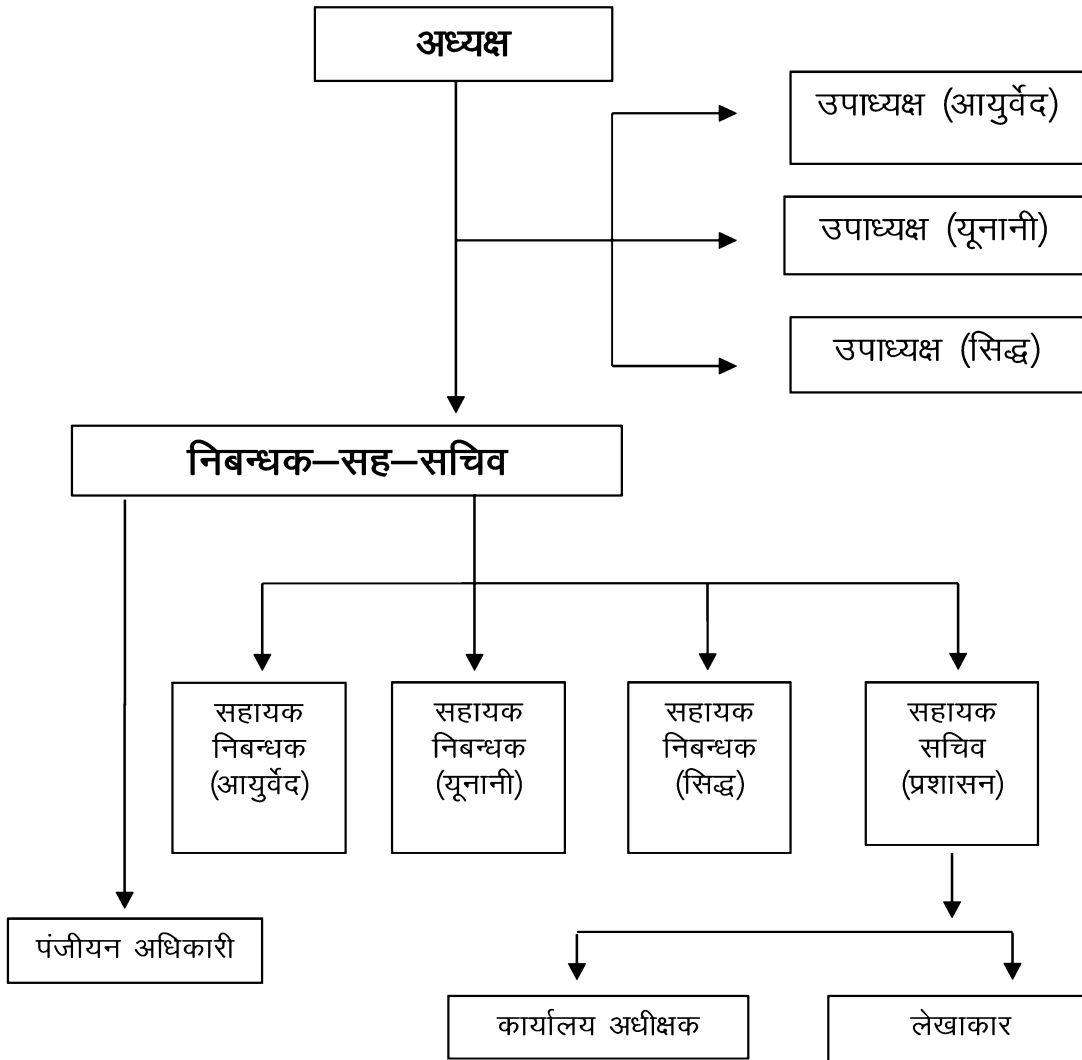 अध्यक्ष
उपाध्यक्ष (आयुर्वेद)
उपाध्यक्ष (यूनानी)
उपाध्यक्ष (सिद्ध)
निबन्धक–सह–सचिव
सहायक
निबन्धक
(आयुर्वेद)
सहायक
निबन्धक
(यूनानी)
सहायक
निबन्धक
(सिद्ध)
सहायक
सचिव
(प्रशासन)
पंजीयन अधिकारी
कार्यालय अधीक्षक
लेखाकार